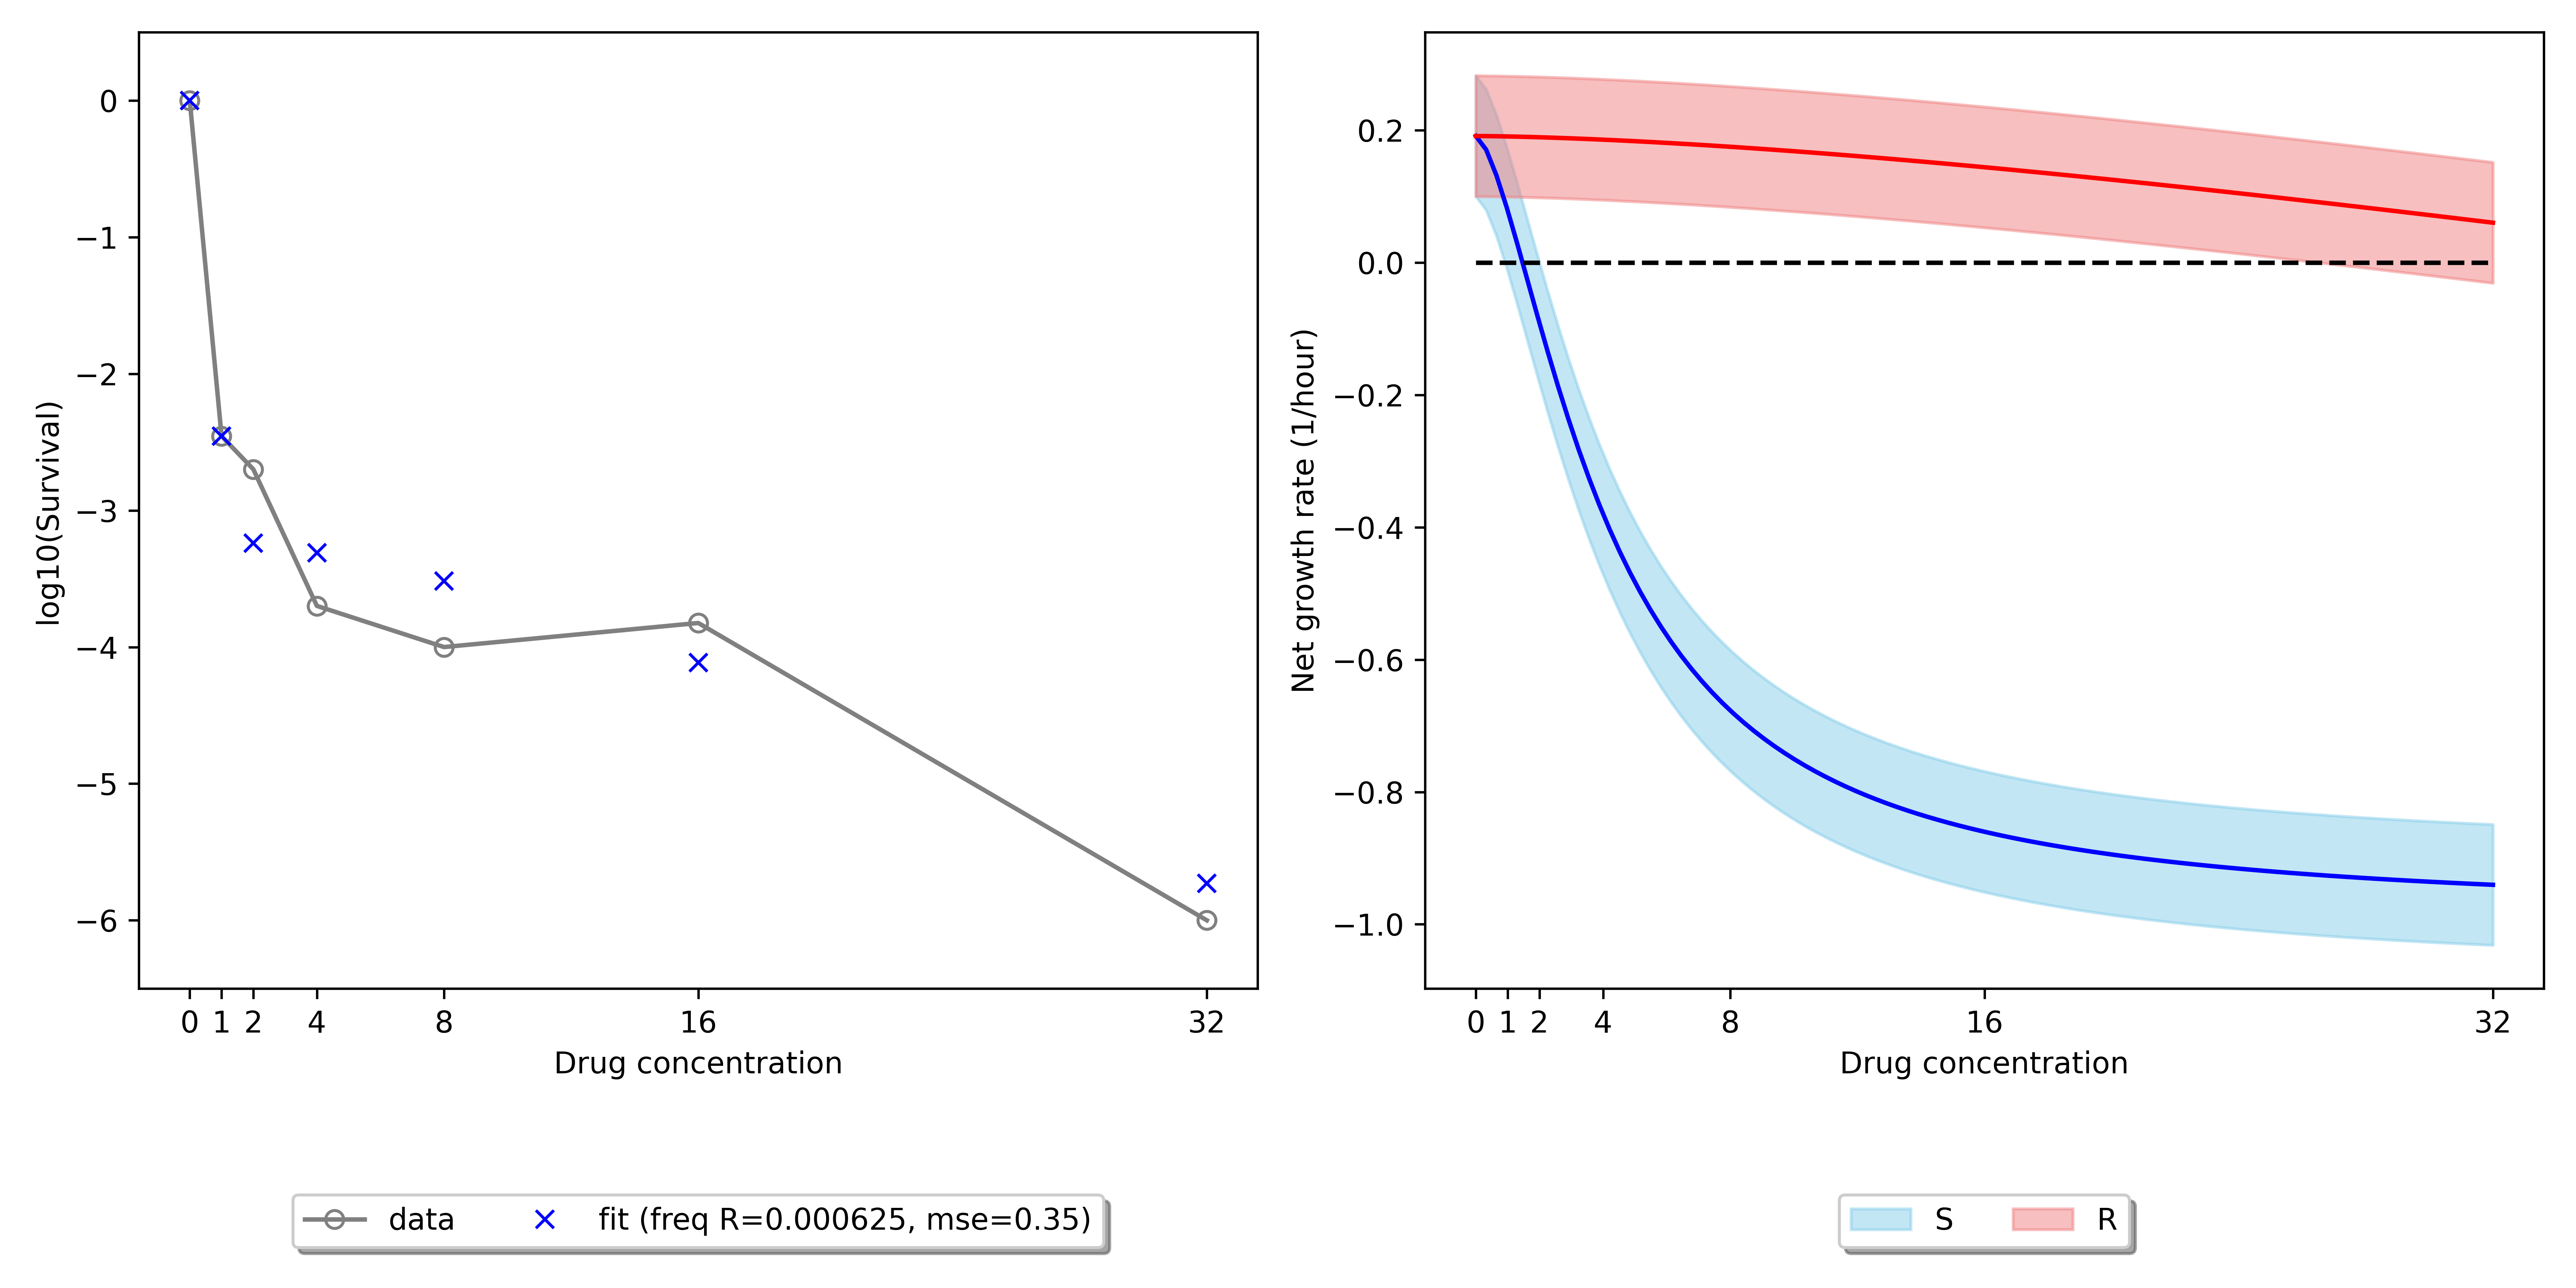 0
−1
−2
−3
−4
−5
−6
log10(Survival)
0 1 2 4 8 16 32
Drug concentration
data fit (freq R=0.000625, mse=0.35)
0.2
0.0
−0.2
−0.4
−0.6
−0.8
−1.0
Net growth rate (1/hour)
0 1 2 4 8 16 32
Drug concentration
S R